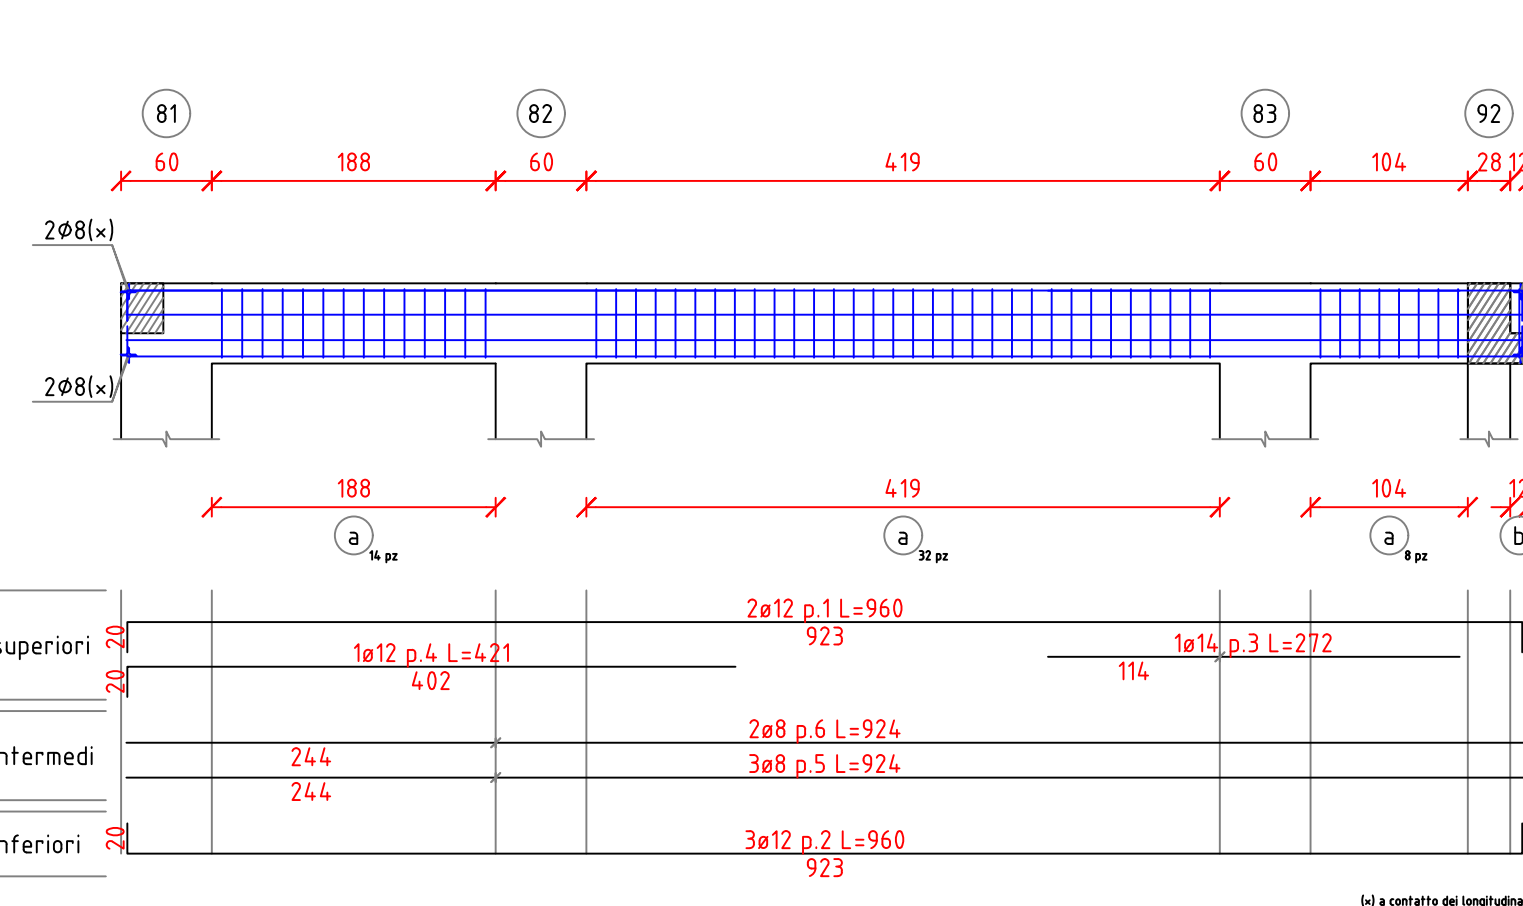 81 82 83 92
60 188 60 419 60 104 28 12
2Ø8(×)
2Ø8(×)
188 419 104 12
a 14 pz a 32 pz a 8 pz b
2ø12 p.1 L=960
20 923
superiori
1ø12 p.4 L=421 1ø14 p.3 L=272
20 402 114
2ø8 p.6 L=924
244
ntermedi
3ø8 p.5 L=924
244
3ø12 p.2 L=960
20
nferiori
923
(×) a contatto dei longitudina